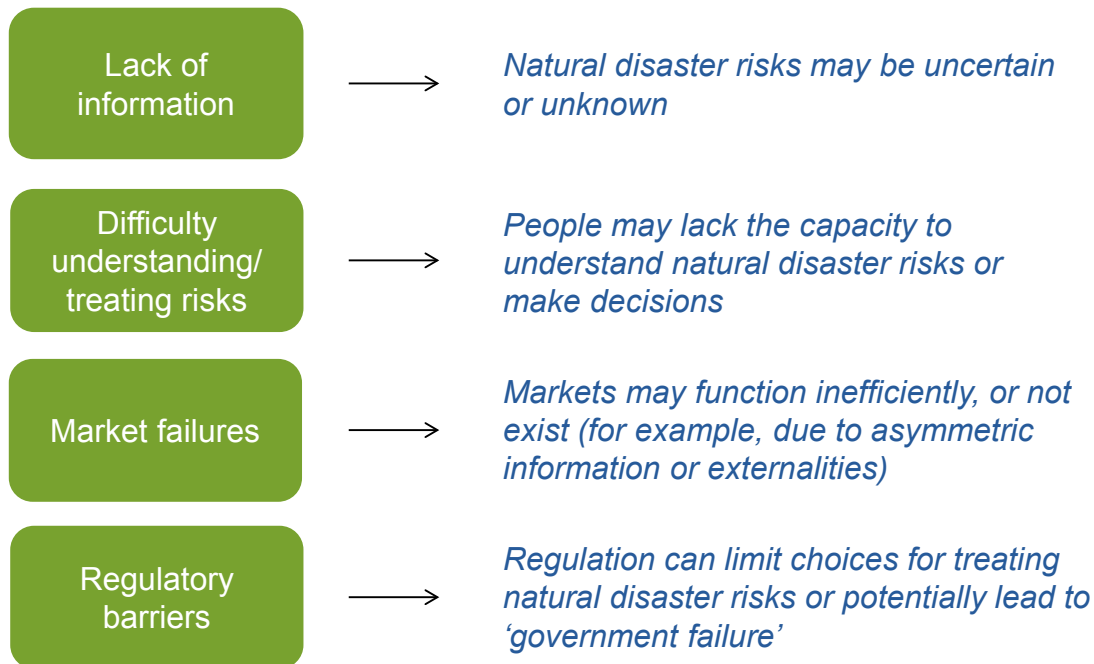 Lack of
information
Natural disaster risks may be uncertain
or unknown
Difficulty
understanding/
treating risks
People may lack the capacity to
understand natural disaster risks or
make decisions
Market failures
Markets may function inefficiently, or not
exist (for example, due to asymmetric
information or externalities)
Regulatory
barriers
Regulation can limit choices for treating
natural disaster risks or potentially lead to
‘government failure’